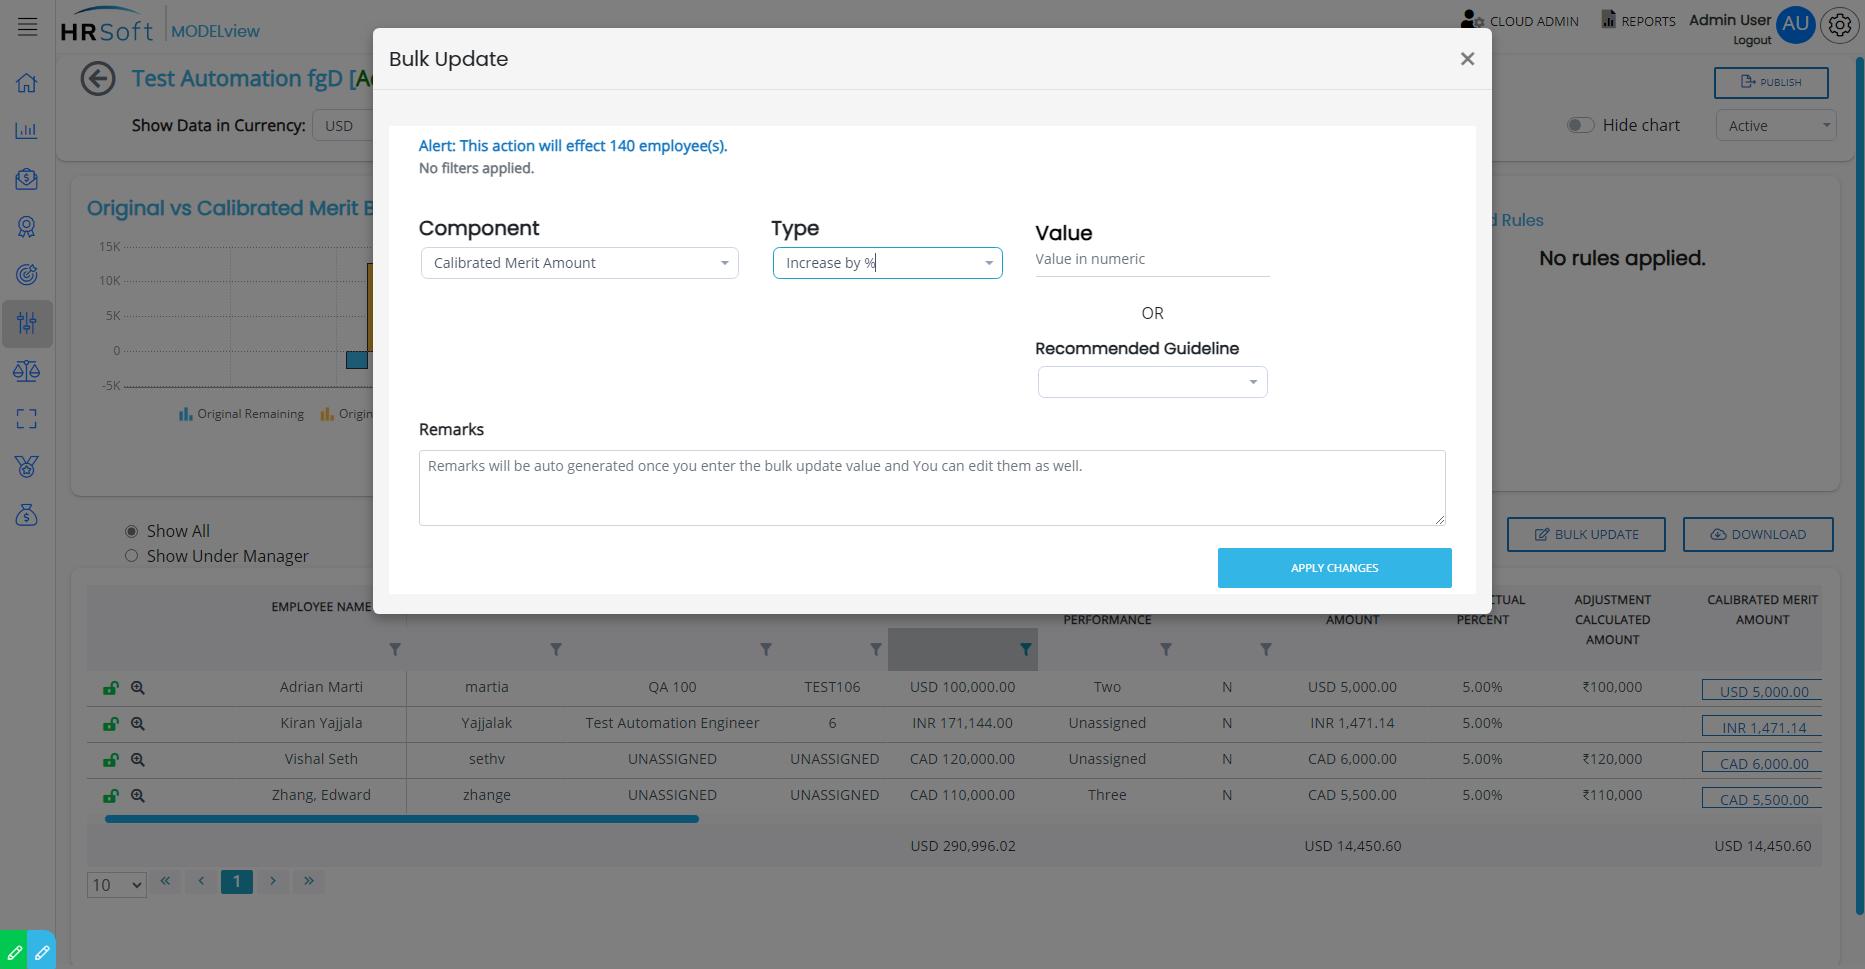 HRSoft MODELview
CLOUD ADMIN
REPORTS
Admin User
Logout
AU
Test Automation fgD [A
PUBLISH
Show Data in Currency: USD
Hide chart
Active
Original vs Calibrated Merit B
15K
10K
5K
0
-5K
Original Remaining
Origin
d Rules
No rules applied.
Bulk Update
×
Alert: This action will effect 140 employee(s).
No filters applied.
Component
Calibrated Merit Amount
Type
Increase by %
Value
Value in numeric
OR
Recommended Guideline
Remarks
Remarks will be auto generated once you enter the bulk update value and You can edit them as well.
APPLY CHANGES
Show All
Show Under Manager
BULK UPDATE
DOWNLOAD
EMPLOYEE NAME
PERFORMANCE
AMOUNT
CTUAL
PERCENT
ADJUSTMENT
CALCULATED
AMOUNT
CALIBRATED MERIT
AMOUNT
Adrian Marti martia QA 100 TEST106 USD 100,000.00 Two N USD 5,000.00 5.00% ₹100,000 USD 5,000.00
Kiran Yajjala Yajjalak Test Automation Engineer 6 INR 171,144.00 Unassigned N INR 1,471.14 5.00% INR 1,471.14
Vishal Seth sethv UNASSIGNED UNASSIGNED CAD 120,000.00 Unassigned N CAD 6,000.00 5.00% ₹120,000 CAD 6,000.00
Zhang, Edward zhange UNASSIGNED UNASSIGNED CAD 110,000.00 Three N CAD 5,500.00 5.00% ₹110,000 CAD 5,500.00
USD 290,996.02 USD 14,450.60 USD 14,450.60
10 « ‹ 1 › »